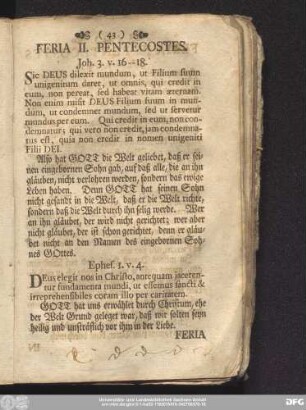 ( 43 )
FERIA II. PENTECOSTES.
Joh. 3. v. 16--18.
Sic DEUS dilexit mundum, ut Filium suum
unigenitum daret, ut omnis, qui credit in
eum, non pereat, sed habeat vitam æternam.
Non enim misit DEUS Filium suum in mun-
dum, ut condemnet mundum, sed ut servetur
mundus per eum. Qui credit in eum, non con-
demnatur; qui vero non credit, jam condemna-
tus est, quia non credit in nomen unigeniti
Filii DEI.
Also hat GOTT die Welt geliebet, daß er sei-
nen eingebornen Sohn gab, auf daß alle, die an ihn
gläuben, nicht verlohren werden, sondern das ewige
Leben haben. Denn GOTT hat seinen Sohn
nicht gesandt in die Welt, daß er die Welt richte,
sondern daß die Welt durch ihn selig werde. Wer
an ihn gläubet, der wird nicht gerichtet; wer aber
nicht gläubet, der ist schon gerichtet, denn er gläu-
bet nicht an den Namen des eingebornen Soh-
nes GOttes.
Ephes. 1. v. 4.
DEus elegit nos in Christo, antequam jaceren-
tur fundamenta mundi, ut essemus sancti &
irreprehensibiles coram illo per caritatem.
GOTT hat uns erwählet durch Christum, ehe
der Welt Grund geleget war, daß wir solten seyn
heilig und unsträflich vor ihm in der Liebe.
FERIA